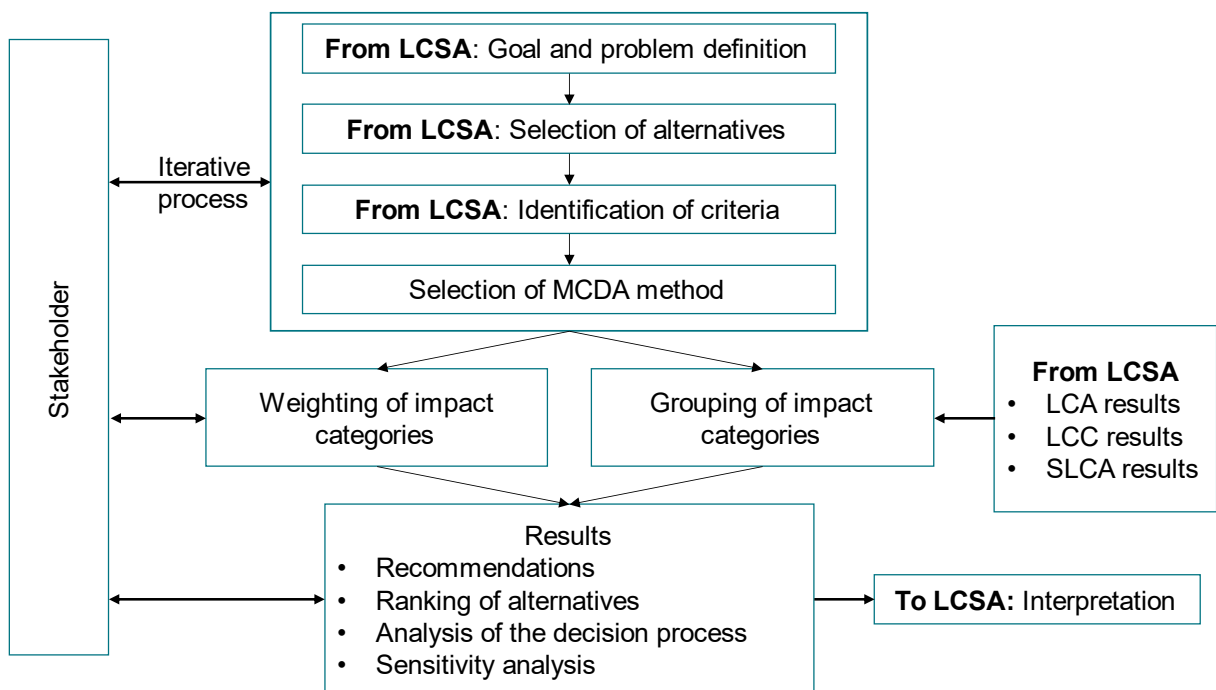 From LCSA: Goal and problem definition
From LCSA: Selection of alternatives
Iterative
process
From LCSA: Identification of criteria
Selection of MCDA method
Stakeholder
Weighting of impact
categories
Grouping of impact
categories
From LCSA
• LCA results
• LCC results
• SLCA results
Results
• Recommendations
• Ranking of alternatives
• Analysis of the decision process
• Sensitivity analysis
To LCSA: Interpretation